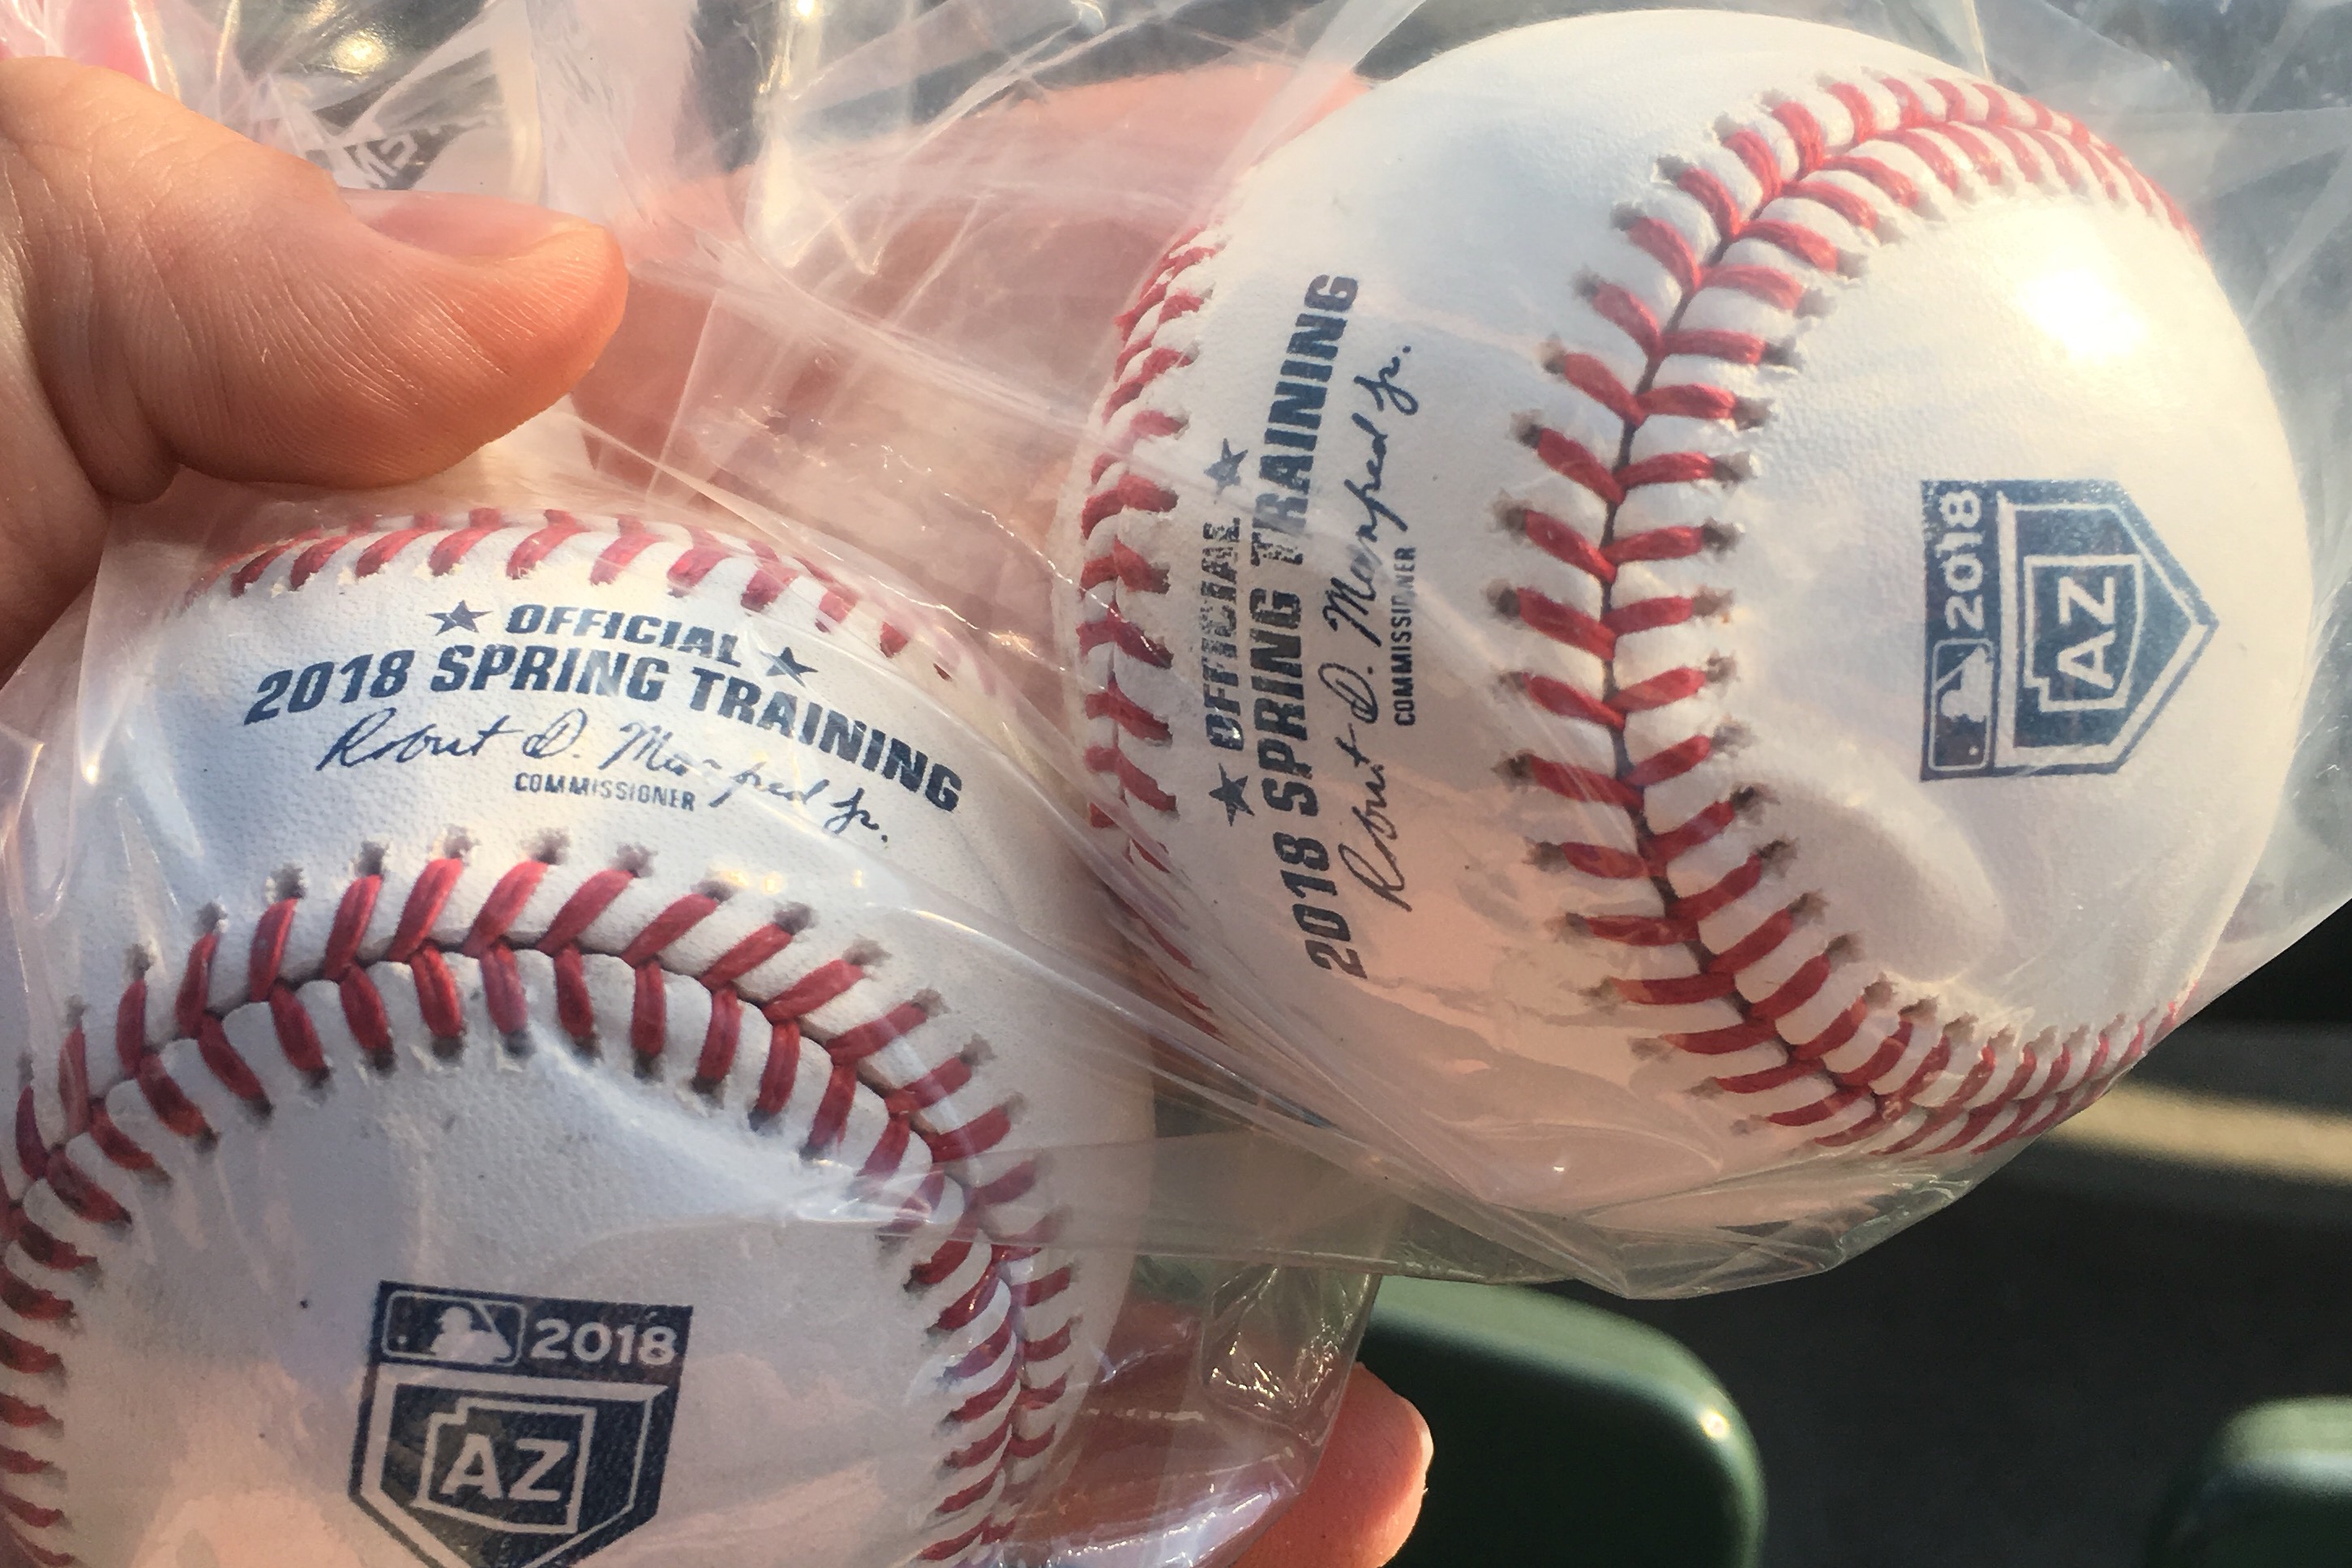 ★ OFFICIAL ★
2018 SPRING TRAINING
Robert D. Manfred Jr.
COMMISSIONER
2018
AZ
★ OFFICIAL ★
2018 SPRING TRAINING
Robert D. Manfred Jr.
COMMISSIONER
2018
AZ